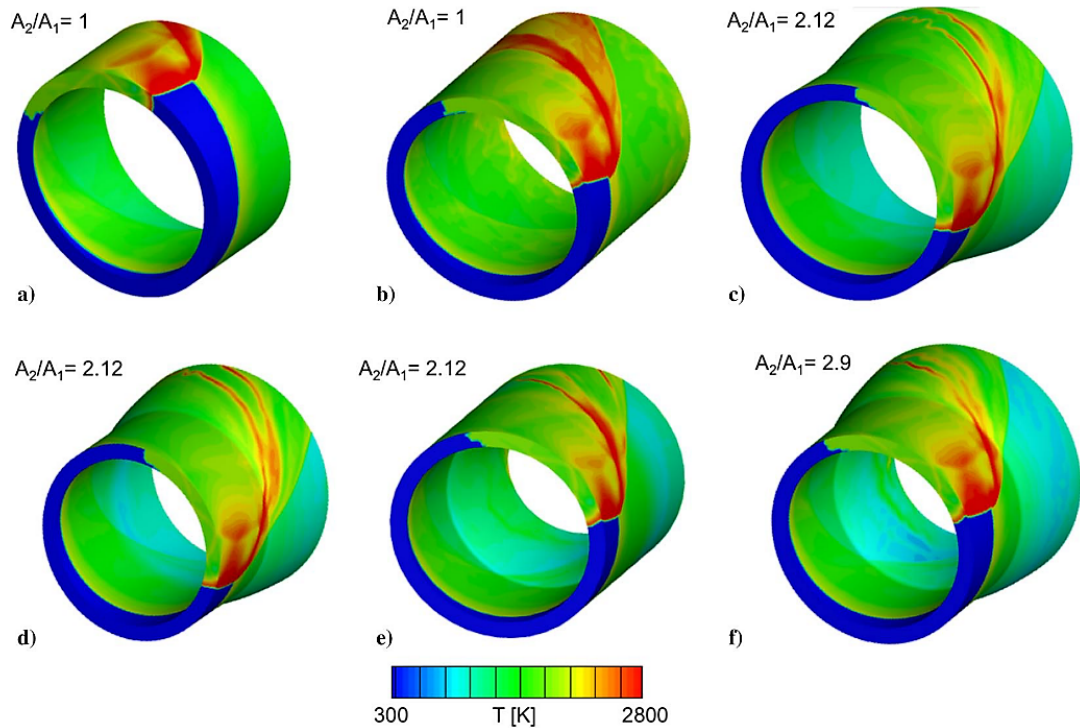 A₂/A₁= 1
A₂/A₁= 1
A₂/A₁= 2.12
a)
b)
c)
A₂/A₁= 2.12
A₂/A₁= 2.12
A₂/A₁= 2.9
d)
e)
f)
300 T [K] 2800